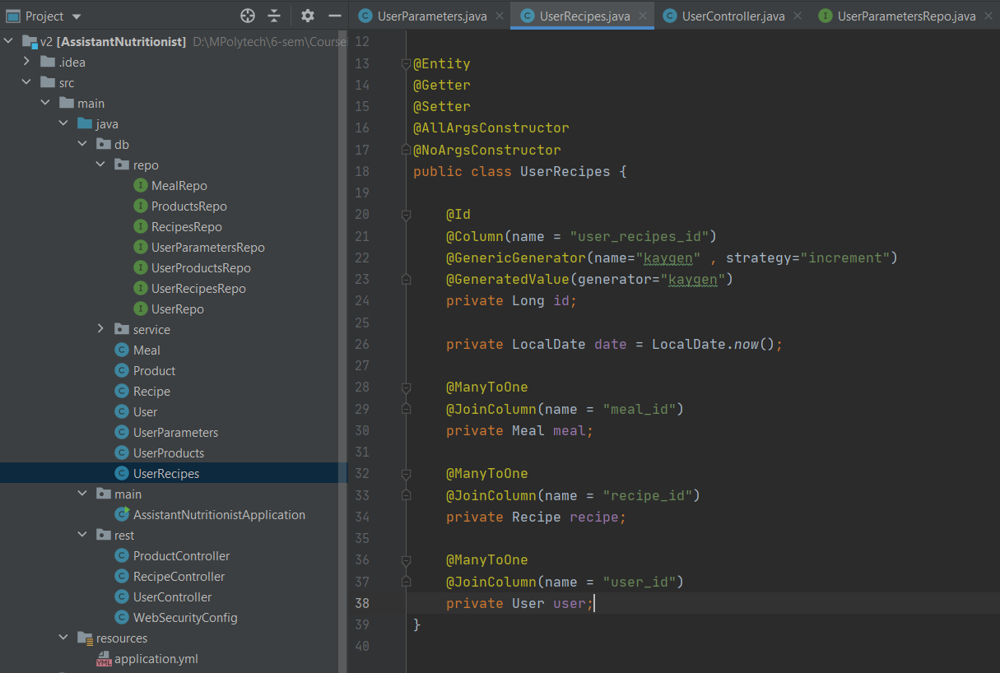 Project
UserParameters.java
UserRecipes.java
UserController.java
UserParametersRepo.java
v2 [AssistantNutritionist] D:\MPolytech\6-sem\Course
.idea
src
main
java
db
repo
MealRepo
ProductsRepo
RecipesRepo
UserParametersRepo
UserProductsRepo
UserRecipesRepo
UserRepo
service
Meal
Product
Recipe
User
UserParameters
UserProducts
UserRecipes
main
AssistantNutritionistApplication
rest
ProductController
RecipeController
UserController
WebSecurityConfig
resources
YML application.yml
12
13 @Entity
14 @Getter
15 @Setter
16 @AllArgsConstructor
17 @NoArgsConstructor
18 public class UserRecipes {
19
20 @Id
21 @Column(name = "user_recipes_id")
22 @GenericGenerator(name="kaygen" , strategy="increment")
23 @GeneratedValue(generator="kaygen")
24 private Long id;
25
26 private LocalDate date = LocalDate.now();
27
28 @ManyToOne
29 @JoinColumn(name = "meal_id")
30 private Meal meal;
31
32 @ManyToOne
33 @JoinColumn(name = "recipe_id")
34 private Recipe recipe;
35
36 @ManyToOne
37 @JoinColumn(name = "user_id")
38 private User user;
39 }
40